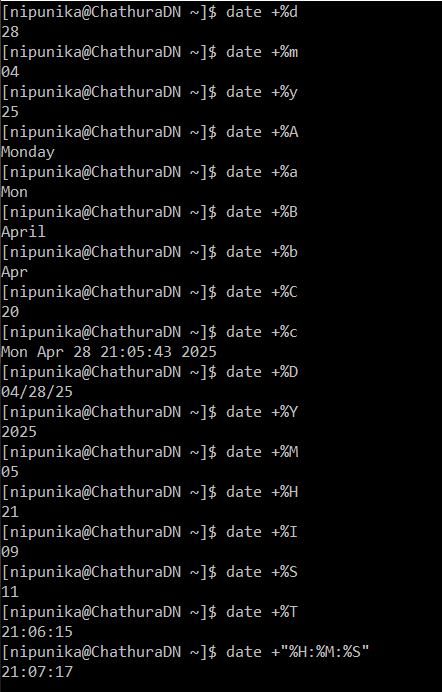 [nipunika@ChathuraDN ~]$ date +%d
28
[nipunika@ChathuraDN ~]$ date +%m
04
[nipunika@ChathuraDN ~]$ date +%y
25
[nipunika@ChathuraDN ~]$ date +%A
Monday
[nipunika@ChathuraDN ~]$ date +%a
Mon
[nipunika@ChathuraDN ~]$ date +%B
April
[nipunika@ChathuraDN ~]$ date +%b
Apr
[nipunika@ChathuraDN ~]$ date +%C
20
[nipunika@ChathuraDN ~]$ date +%c
Mon Apr 28 21:05:43 2025
[nipunika@ChathuraDN ~]$ date +%D
04/28/25
[nipunika@ChathuraDN ~]$ date +%Y
2025
[nipunika@ChathuraDN ~]$ date +%M
05
[nipunika@ChathuraDN ~]$ date +%H
21
[nipunika@ChathuraDN ~]$ date +%I
09
[nipunika@ChathuraDN ~]$ date +%S
11
[nipunika@ChathuraDN ~]$ date +%T
21:06:15
[nipunika@ChathuraDN ~]$ date +"%H:%M:%S"
21:07:17